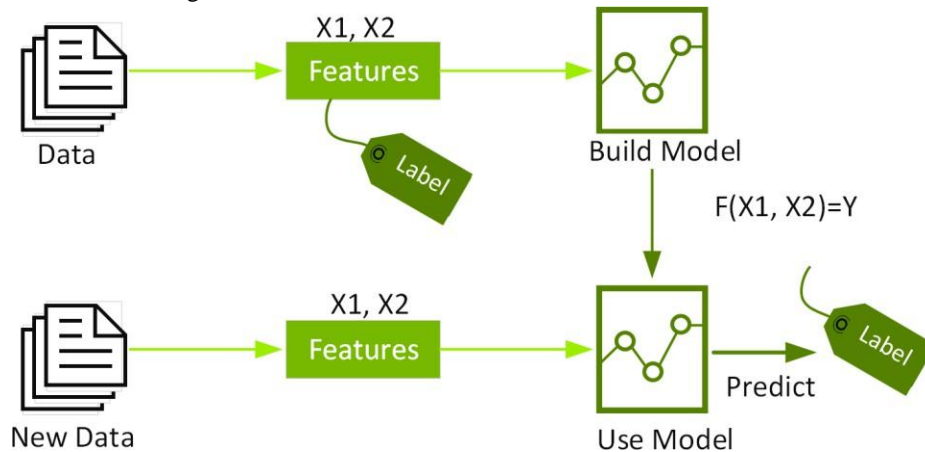 X1, X2
Features
Label
Data
Build Model
F(X1, X2)=Y
X1, X2
Features
Label
Predict
New Data
Use Model